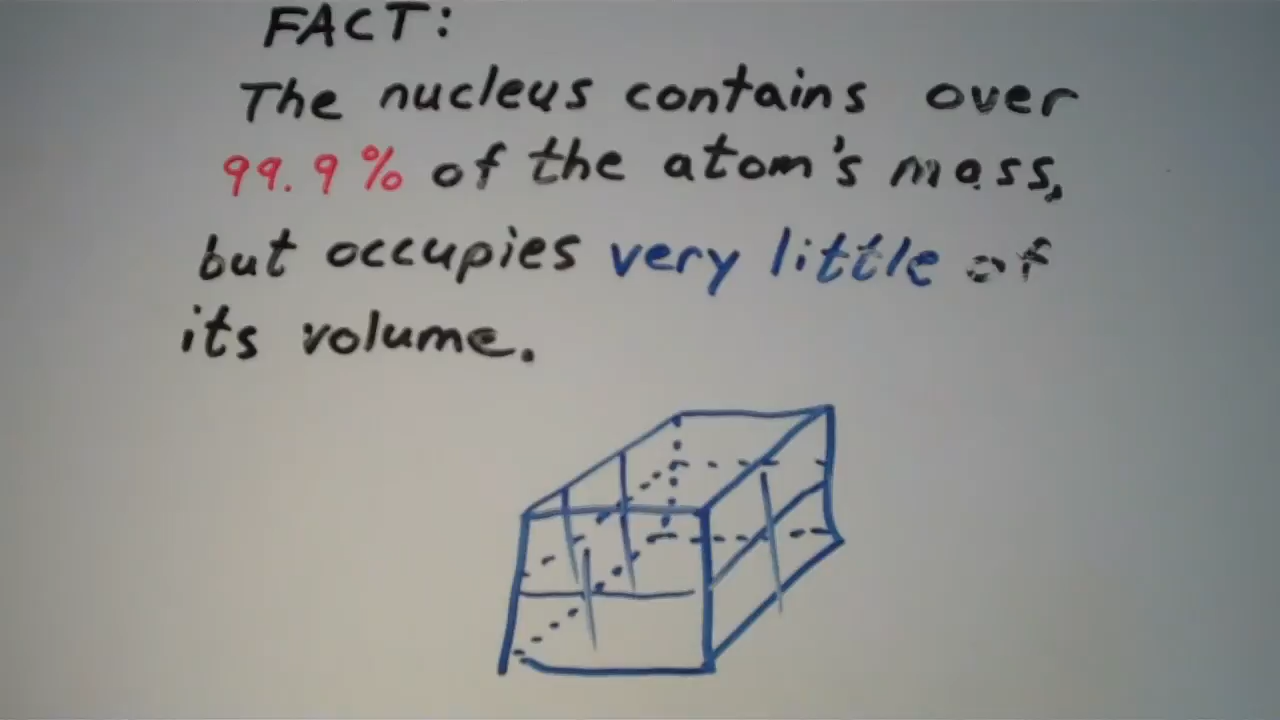 FACT:
The nucleus contains over
99.9% of the atom's mass,
but occupies very little of
its volume.